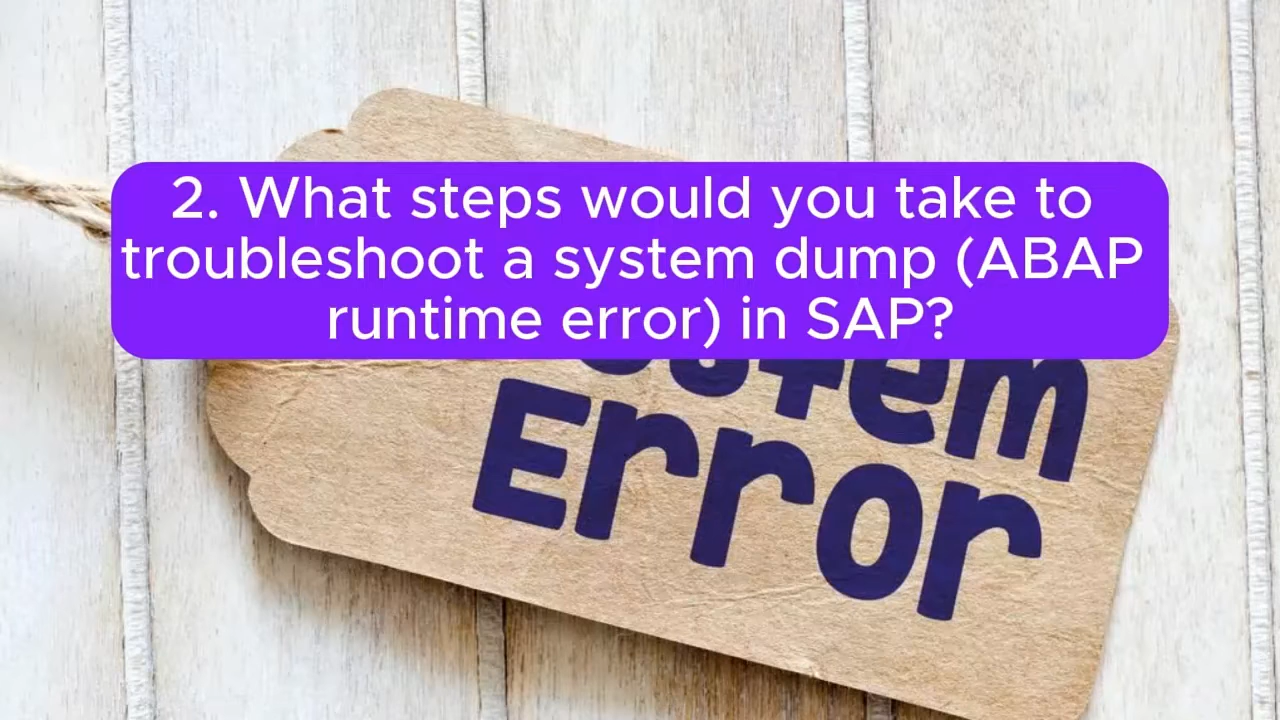 2. What steps would you take to
troubleshoot a system dump (ABAP
runtime error) in SAP?
Error